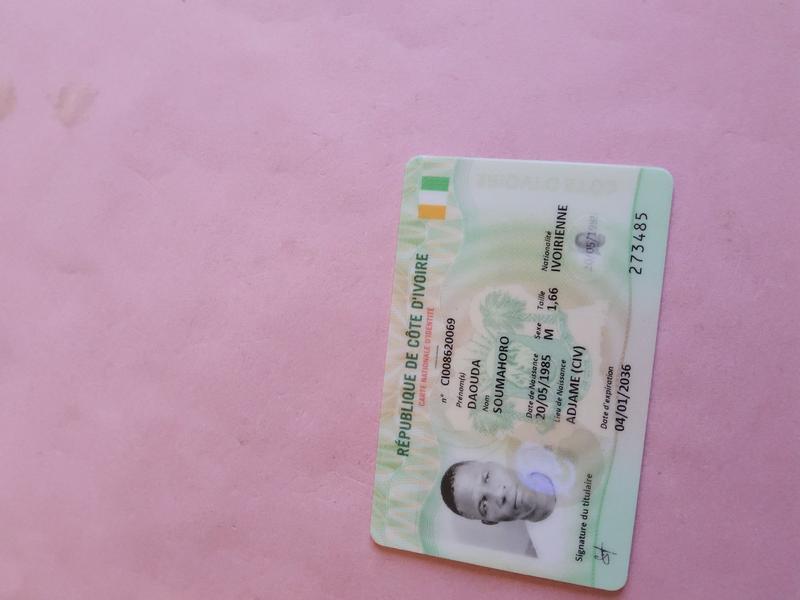 RÉPUBLIQUE DE CÔTE D'IVOIRE
CARTE NATIONALE D'IDENTITÉ
n° CI008620069
Prénom(s)
DAOUDA
Nom
SOUMAHORO
Date de Naissance Sexe Taille Nationalité
20/05/1985 M 1,66 IVOIRIENNE
Lieu de Naissance
ADJAME (CIV)
Date d'expiration
04/01/2036
273485
Signature du titulaire
CÔTE D'IVOIRE